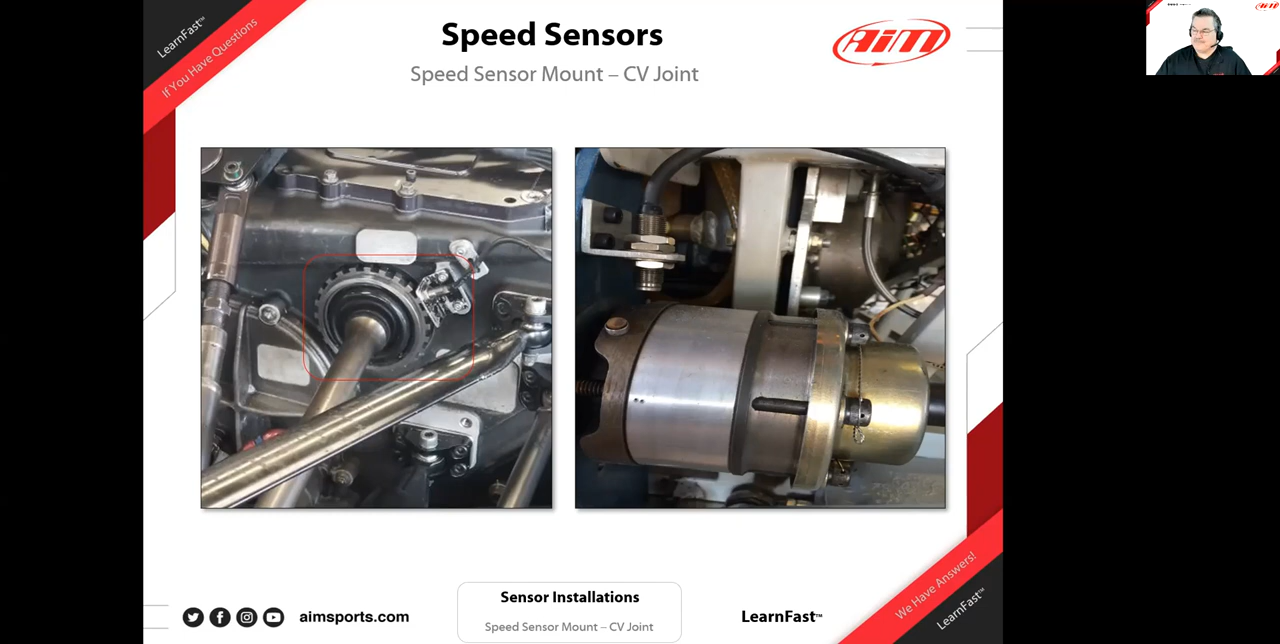 LearnFast™
If You Have Questions
Speed Sensors
Speed Sensor Mount – CV Joint
AiM
aimsports.com
Sensor Installations
Speed Sensor Mount – CV Joint
LearnFast™
We Have Answers!
LearnFast™